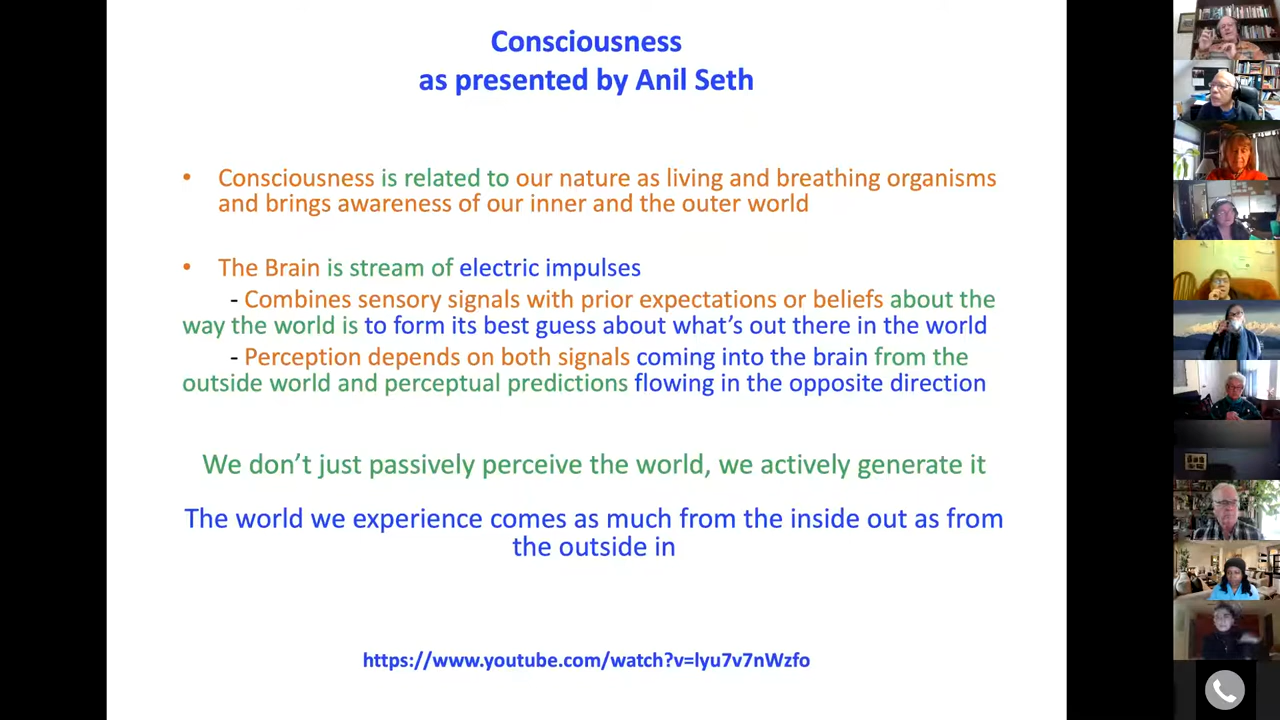 Consciousness
as presented by Anil Seth
• Consciousness is related to our nature as living and breathing organisms
and brings awareness of our inner and the outer world
• The Brain is stream of electric impulses
- Combines sensory signals with prior expectations or beliefs about the
way the world is to form its best guess about what’s out there in the world
- Perception depends on both signals coming into the brain from the
outside world and perceptual predictions flowing in the opposite direction
We don’t just passively perceive the world, we actively generate it
The world we experience comes as much from the inside out as from
the outside in
https://www.youtube.com/watch?v=lyu7v7nWzfo